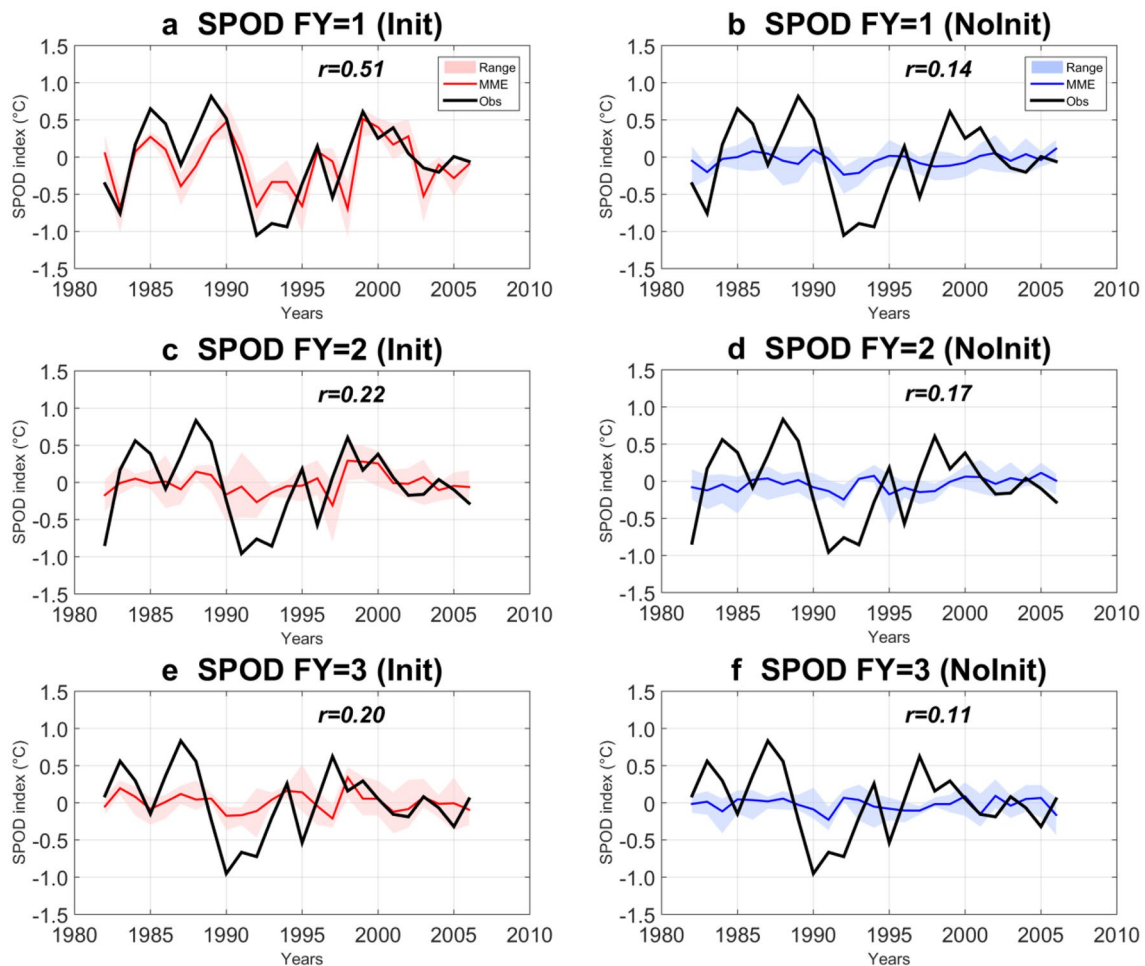 a SPOD FY=1 (Init)
r=0.51
Range
MME
Obs
SPOD index (°C)
1.5
1.0
0.5
0
-0.5
-1.0
-1.5
1980 1985 1990 1995 2000 2005 2010
Years
b SPOD FY=1 (NoInit)
r=0.14
Range
MME
Obs
SPOD index (°C)
1.5
1.0
0.5
0
-0.5
-1.0
-1.5
1980 1985 1990 1995 2000 2005 2010
Years
c SPOD FY=2 (Init)
r=0.22
SPOD index (°C)
1.5
1.0
0.5
0
-0.5
-1.0
-1.5
1980 1985 1990 1995 2000 2005 2010
Years
d SPOD FY=2 (NoInit)
r=0.17
SPOD index (°C)
1.5
1.0
0.5
0
-0.5
-1.0
-1.5
1980 1985 1990 1995 2000 2005 2010
Years
e SPOD FY=3 (Init)
r=0.20
SPOD index (°C)
1.5
1.0
0.5
0
-0.5
-1.0
-1.5
1980 1985 1990 1995 2000 2005 2010
Years
f SPOD FY=3 (NoInit)
r=0.11
SPOD index (°C)
1.5
1.0
0.5
0
-0.5
-1.0
-1.5
1980 1985 1990 1995 2000 2005 2010
Years